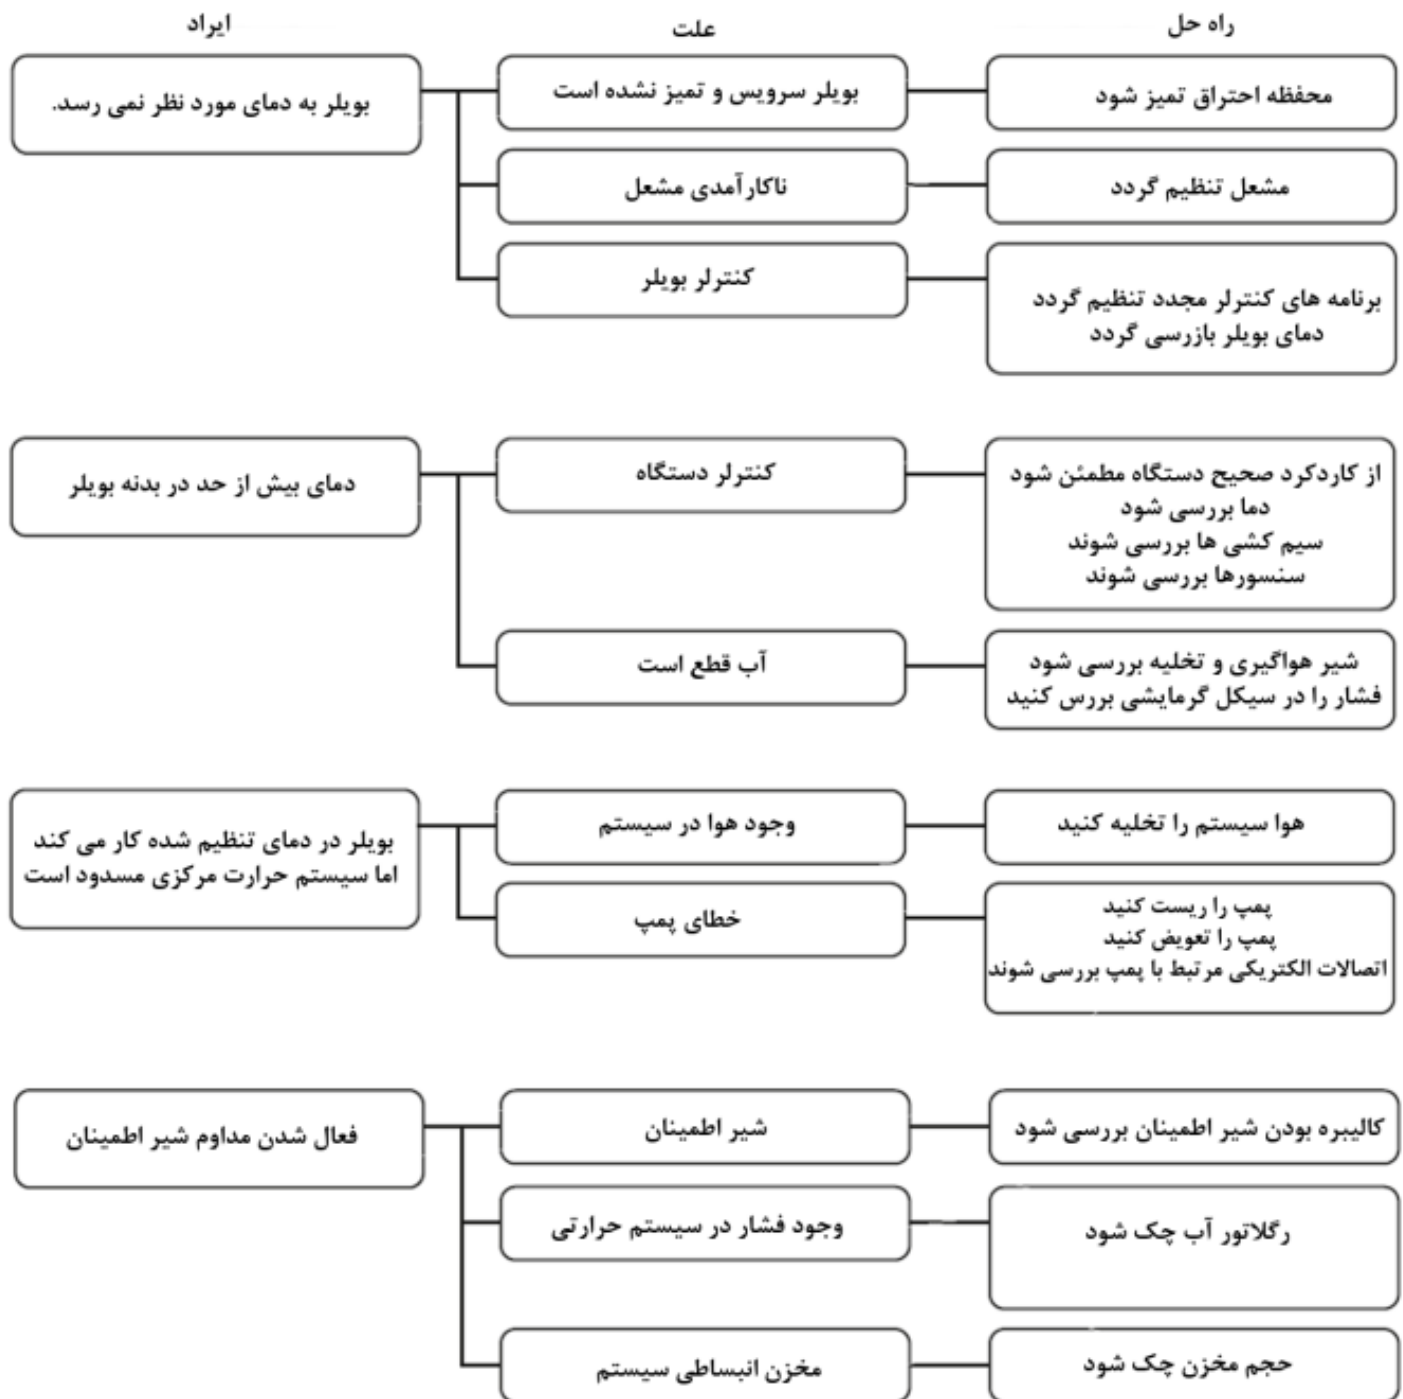 ایراد
علت
راه حل
بویلر به دمای مورد نظر نمی رسد.
بویلر سرویس و تمیز نشده است
محفظه احتراق تمیز شود
ناکارآمدی مشعل
مشعل تنظیم گردد
کنترلر بویلر
برنامه های کنترلر مجدد تنظیم گردد
دمای بویلر بازرسی گردد
دمای بیش از حد در بدنه بویلر
کنترلر دستگاه
از کاردکرد صحیح دستگاه مطمئن شود
دما بررسی شود
سیم کشی ها بررسی شوند
سنسورها بررسی شوند
آب قطع است
شیر هواگیری و تخلیه بررسی شود
فشار را در سیکل گرمایشی بررس کنید
بویلر در دمای تنظیم شده کار می کند
اما سیستم حرارت مرکزی مسدود است
وجود هوا در سیستم
هوا سیستم را تخلیه کنید
خطای پمپ
پمپ را ریست کنید
پمپ را تعویض کنید
اتصالات الکتریکی مرتبط با پمپ بررسی شوند
فعال شدن مداوم شیر اطمینان
شیر اطمینان
کالیبره بودن شیر اطمینان بررسی شود
وجود فشار در سیستم حرارتی
رگلاتور آب چک شود
مخزن انبساطی سیستم
حجم مخزن چک شود